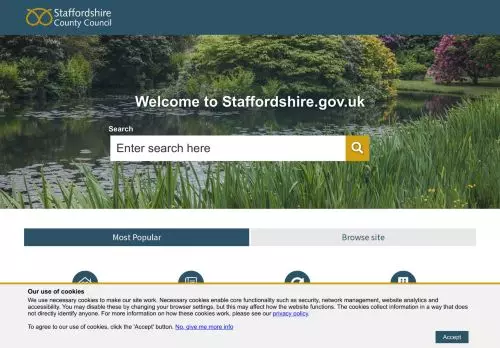 Staffordshire
County Council
Welcome to Staffordshire.gov.uk
Search
Enter search here
Most Popular
Browse site
Our use of cookies
We use necessary cookies to make our site work. Necessary cookies enable core functionality such as security, network management, website analytics and
accessibility. You may disable these by changing your browser settings, but this may affect how the website functions. The cookies collect information in a way that does
not directly identify anyone. For more information on how these cookies work, please see our privacy policy.
To agree to our use of cookies, click the 'Accept' button. No, give me more info
Accept